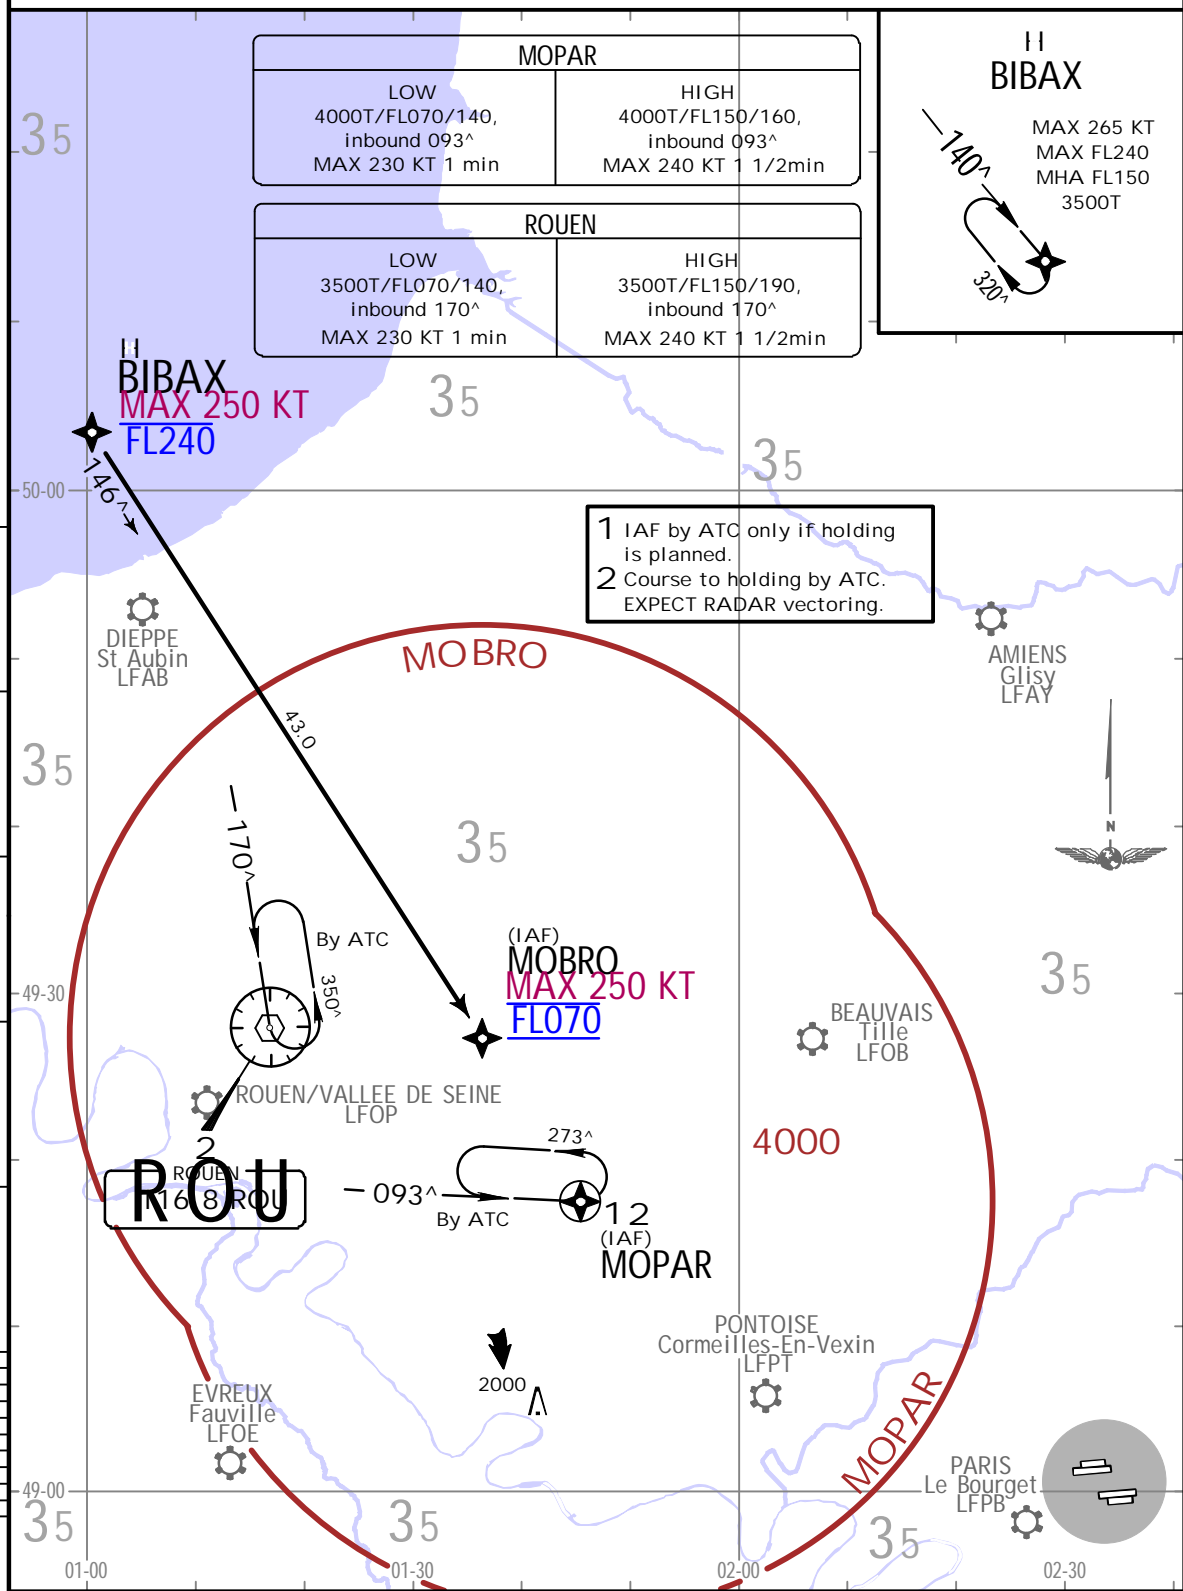 MOPAR
LOW
4000T/FL070/140,
inbound 093^
MAX 230 KT 1 min
HIGH
4000T/FL150/160,
inbound 093^
MAX 240 KT 1 1/2min
ROUEN
LOW
3500T/FL070/140,
inbound 170^
MAX 230 KT 1 min
HIGH
3500T/FL150/190,
inbound 170^
MAX 240 KT 1 1/2min
H
BIBAX
MAX 265 KT
MAX FL240
MHA FL150
3500T
140^
320^
35
H
BIBAX
MAX 250 KT
FL240
146^
35
35
50-00
1 IAF by ATC only if holding
is planned.
2 Course to holding by ATC.
EXPECT RADAR vectoring.
DIEPPE
St Aubin
LFAB
MOBRO
AMIENS
Glisy
LFAY
43.0
35
35
N
170^
By ATC
350^
(IAF)
MOBRO
MAX 250 KT
FL070
35
49-30
BEAUVAIS
Tille
LFOB
ROUEN/VALLEE DE SEINE
LFOP
2
ROUEN
116.8 ROU
ROU
4000
273^
093^
By ATC
12
(IAF)
MOPAR
PONTOISE
Cormeilles-En-Vexin
LFPT
2000
EVREUX
Fauville
LFOE
MOPAR
PARIS
Le Bourget
LFPB
49-00
35
35
35
01-00
01-30
02-00
02-30